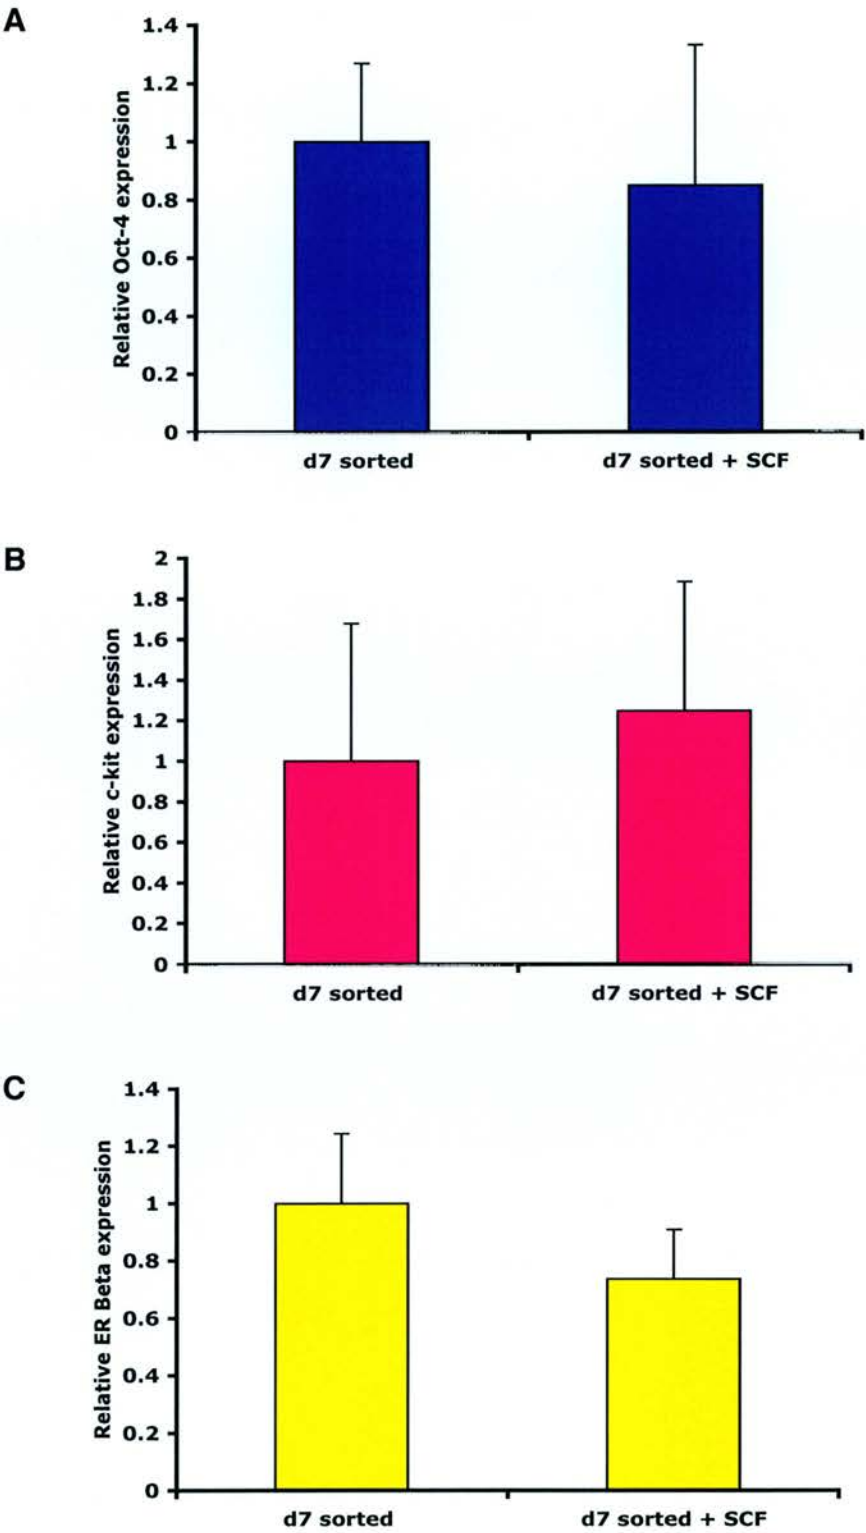 A
Relative Oct-4 expression
1.4
1.2
1
0.8
0.6
0.4
0.2
0
d7 sorted
d7 sorted + SCF
B
Relative c-kit expression
2
1.8
1.6
1.4
1.2
1
0.8
0.6
0.4
0.2
0
d7 sorted
d7 sorted + SCF
C
Relative ER Beta expression
1.4
1.2
1
0.8
0.6
0.4
0.2
0
d7 sorted
d7 sorted + SCF